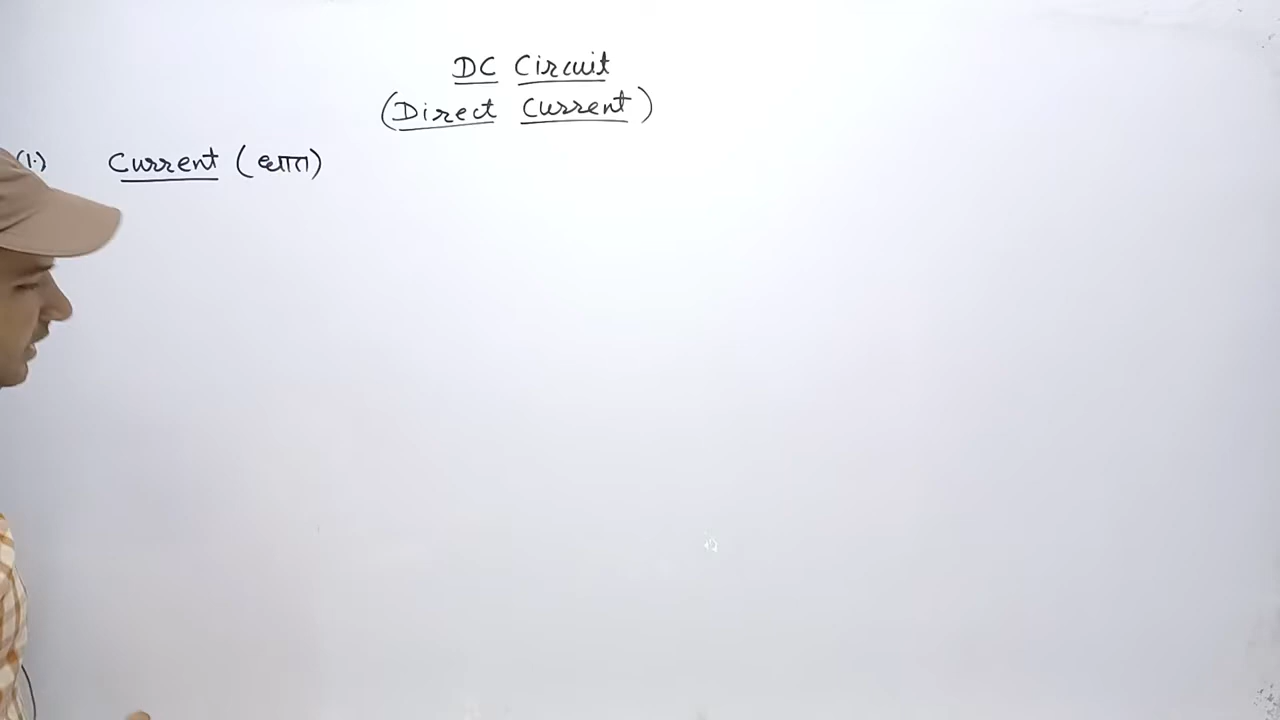 DC Circuit
(Direct Current)
(1.) Current (धारा)